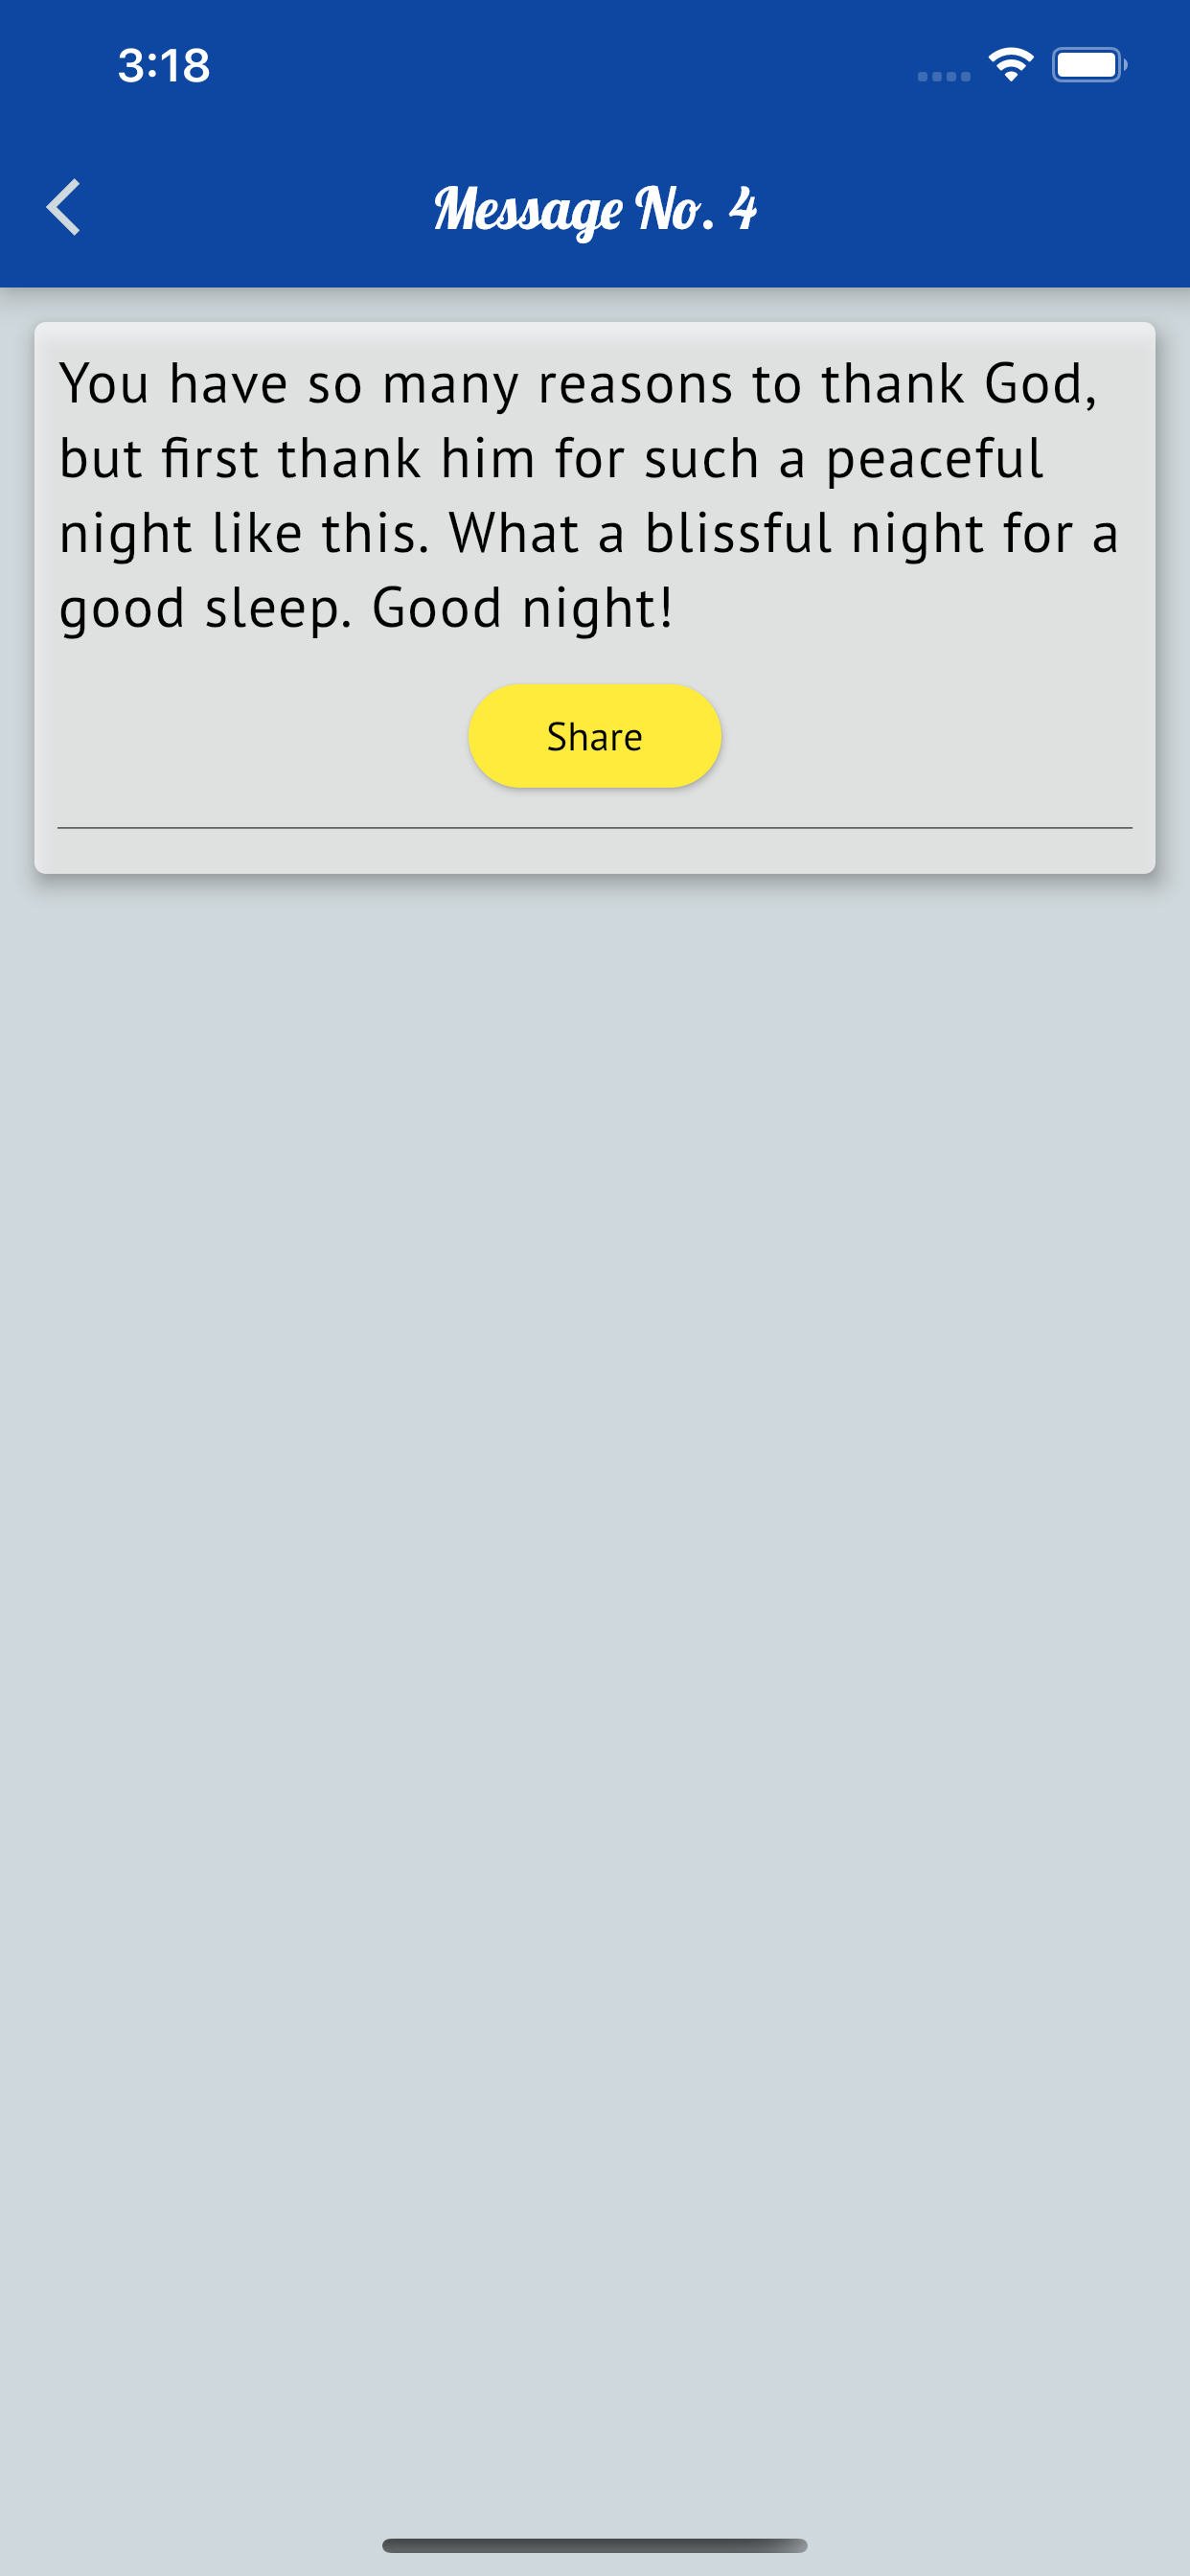 3:18
Message No. 4
You have so many reasons to thank God,
but first thank him for such a peaceful
night like this. What a blissful night for a
good sleep. Good night!
Share